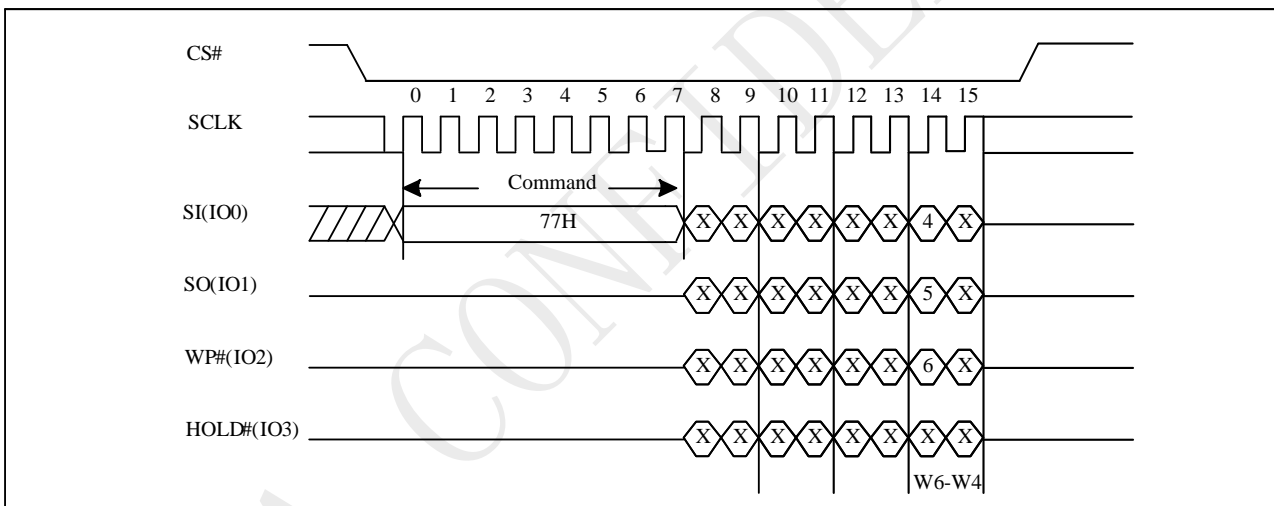 CS#
0 1 2 3 4 5 6 7 8 9 10 11 12 13 14 15
SCLK
Command
SI(IO0) 77H X X X X X X 4 X
SO(IO1) X X X X X X 5 X
WP#(IO2) X X X X X X 6 X
HOLD#(IO3) X X X X X X X X
W6-W4